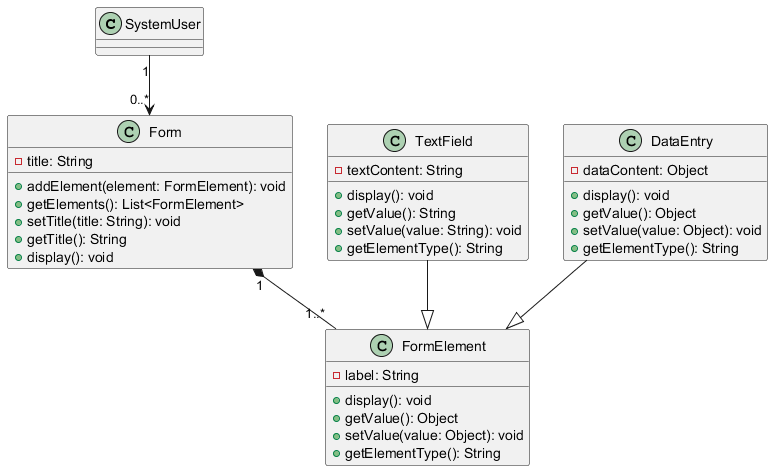 C SystemUser
1
0..*
C Form
title: String
addElement(element: FormElement): void
getElements(): List<FormElement>
setTitle(title: String): void
getTitle(): String
display(): void
C TextField
textContent: String
display(): void
getValue(): String
setValue(value: String): void
getElementType(): String
C DataEntry
dataContent: Object
display(): void
getValue(): Object
setValue(value: Object): void
getElementType(): String
1
1..*
C FormElement
label: String
display(): void
getValue(): Object
setValue(value: Object): void
getElementType(): String